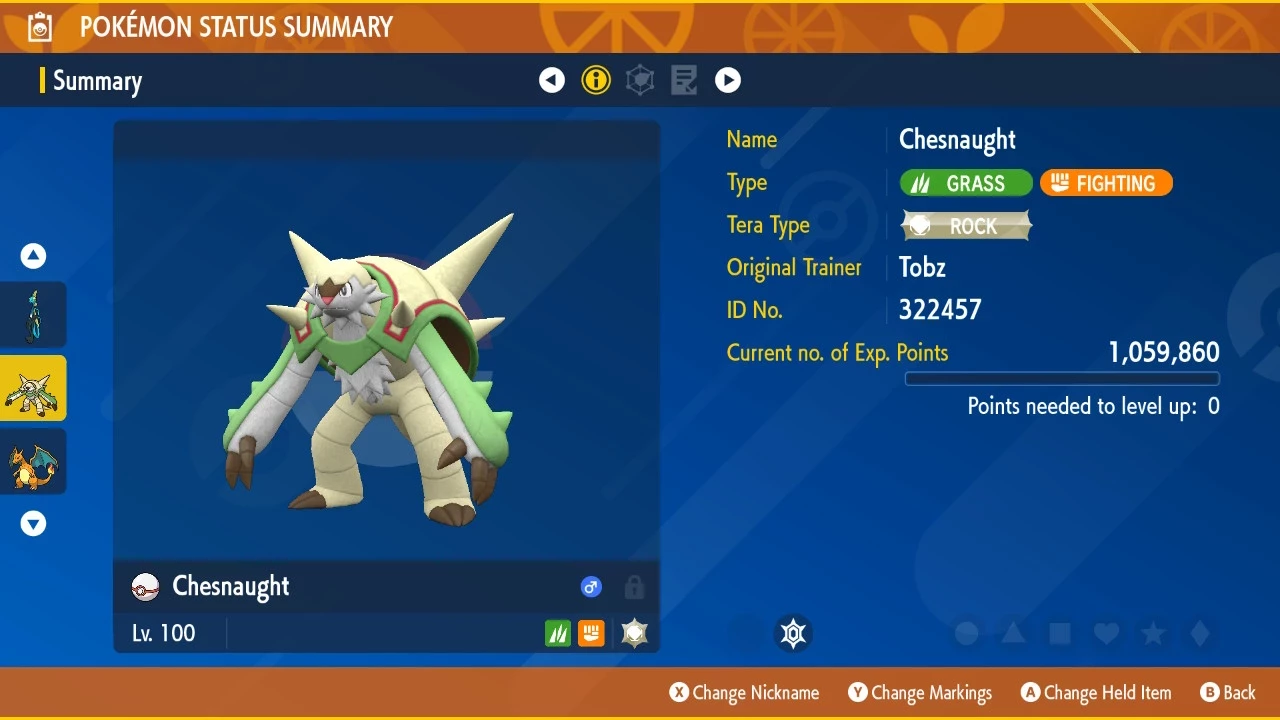 POKÉMON STATUS SUMMARY
Summary
Name Chesnaught
Type GRASS FIGHTING
Tera Type ROCK
Original Trainer Tobz
ID No. 322457
Current no. of Exp. Points 1,059,860
Points needed to level up: 0
Chesnaught
Lv. 100
X Change Nickname Y Change Markings A Change Held Item B Back